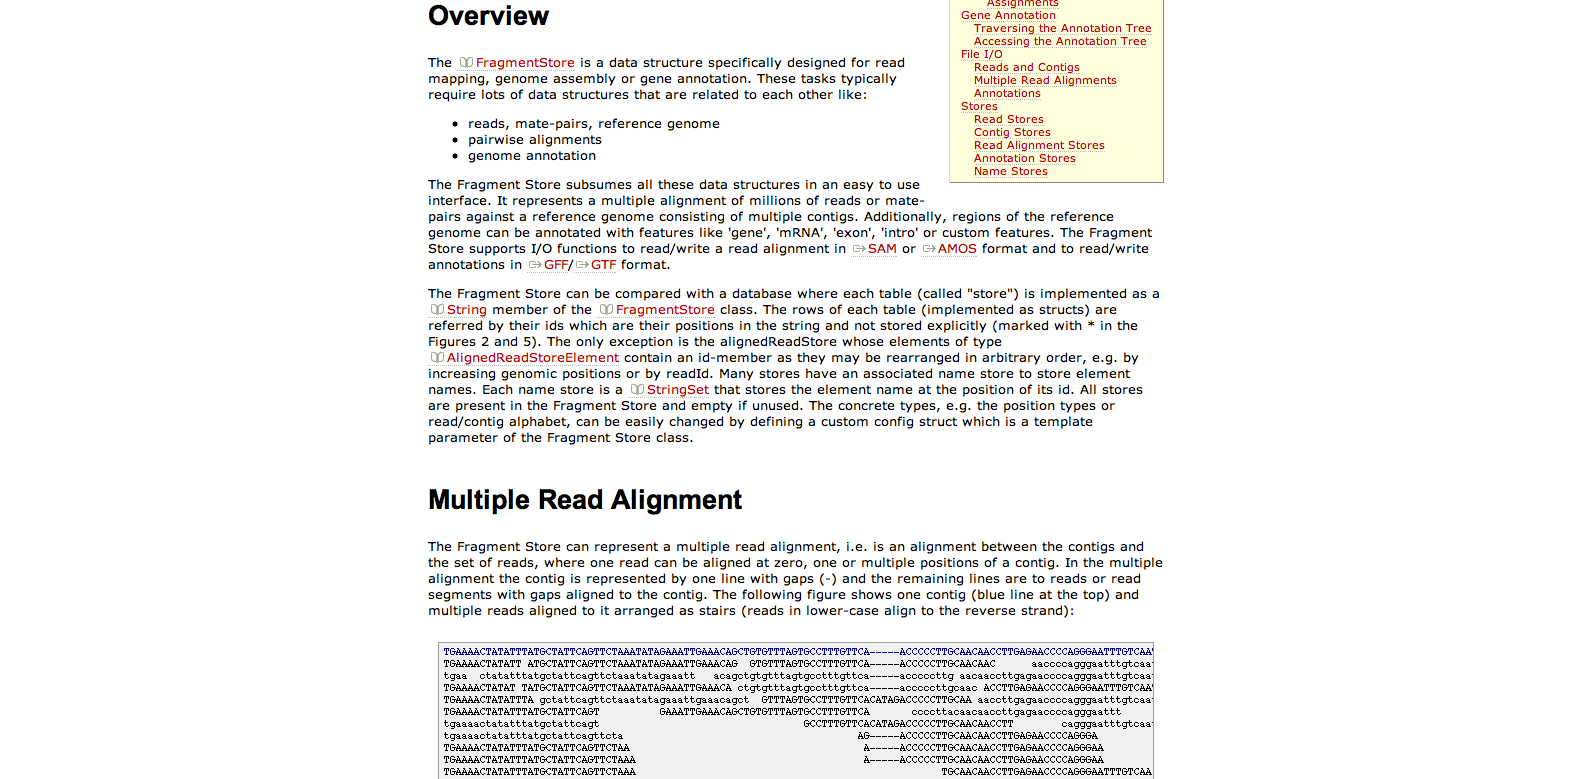 Overview
Assignments
Gene Annotation
Traversing the Annotation Tree
Accessing the Annotation Tree
File I/O
Reads and Contigs
Multiple Read Alignments
Annotations
Stores
Read Stores
Contig Stores
Read Alignment Stores
Annotation Stores
Name Stores
The FragmentStore is a data structure specifically designed for read
mapping, genome assembly or gene annotation. These tasks typically
require lots of data structures that are related to each other like:
• reads, mate-pairs, reference genome
• pairwise alignments
• genome annotation
The Fragment Store subsumes all these data structures in an easy to use
interface. It represents a multiple alignment of millions of reads or mate-
pairs against a reference genome consisting of multiple contigs. Additionally, regions of the reference
genome can be annotated with features like 'gene', 'mRNA', 'exon', 'intro' or custom features. The Fragment
Store supports I/O functions to read/write a read alignment in SAM or AMOS format and to read/write
annotations in GFF/GTF format.
The Fragment Store can be compared with a database where each table (called "store") is implemented as a
String member of the FragmentStore class. The rows of each table (implemented as structs) are
referred by their ids which are their positions in the string and not stored explicitly (marked with * in the
Figures 2 and 5). The only exception is the alignedReadStore whose elements of type
AlignedReadStoreElement contain an id-member as they may be rearranged in arbitrary order, e.g. by
increasing genomic positions or by readId. Many stores have an associated name store to store element
names. Each name store is a StringSet that stores the element name at the position of its id. All stores
are present in the Fragment Store and empty if unused. The concrete types, e.g. the position types or
read/contig alphabet, can be easily changed by defining a custom config struct which is a template
parameter of the Fragment Store class.
Multiple Read Alignment
The Fragment Store can represent a multiple read alignment, i.e. is an alignment between the contigs and
the set of reads, where one read can be aligned at zero, one or multiple positions of a contig. In the multiple
alignment the contig is represented by one line with gaps (-) and the remaining lines are to reads or read
segments with gaps aligned to the contig. The following figure shows one contig (blue line at the top) and
multiple reads aligned to it arranged as stairs (reads in lower-case align to the reverse strand):
TGAAAACTATATTTATGCTATTCAGTTCTAAATATAGAAATTGAAACAGCTGTGTTTAGTGCCTTTGTTCA-----ACCCCCTTGCAACAACCTTGAGAACCCCAGGGAATTTGTCAAT
TGAAAACTATATT ATGCTATTCAGTTCTAAATATAGAAATTGAAACAG GTGTTTAGTGCCTTTGTTCA-----ACCCCCTTGCAACAAC aaccccagggaatttgtcaat
tgaa ctatatttatgctattcagttctaaatatagaaatt acagctgtgtttagtgcctttgttca-----acccccttg aacaaccttgagaaccccagggaatttgtcaat
TGAAAACTATAT TATGCTATTCAGTTCTAAATATAGAAATTGAAACA ctgtgtttagtgcctttgttca-----acccccttgcaac ACCTTGAGAACCCCAGGGAATTTGTCAAT
TGAAAACTATATTTA gctattcagttctaaatatagaaattgaaacagct GTTTAGTGCCTTTGTTCACATAGACCCCCTTGCAA aaccttgagaaccccagggaatttgtcaat
TGAAAACTATATTTATGCTATTCAGT GAAATTGAAACAGCTGTGTTTAGTGCCTTTGTTCA cccccttacaacaaccttgagaaccccagggaattt
tgaaaactatatttatgctattcagt GCCTTTGTTCACATAGACCCCCTTGCAACAACCTT cagggaatttgtcaat
tgaaaactatatttatgctattcagttcta AG-----ACCCCCTTGCAACAACCTTGAGAACCCCAGGGA
TGAAAACTATATTTATGCTATTCAGTTCTAA A-----ACCCCCTTGCAACAACCTTGAGAACCCCAGGGAA
TGAAAACTATATTTATGCTATTCAGTTCTAAA A-----ACCCCCTTGCAACAACCTTGAGAACCCCAGGGAA
TGAAAACTATATTTATGCTATTCAGTTCTAAA TGCAACAACCTTGAGAACCCCAGGGAATTTGTCAA